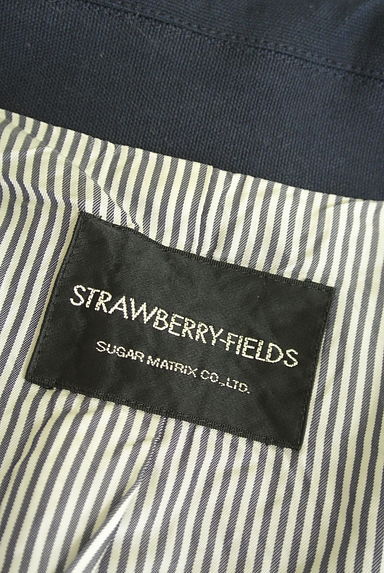 STRAWBERRY-FIELDS
SUGAR MATRIX CO.,LTD.